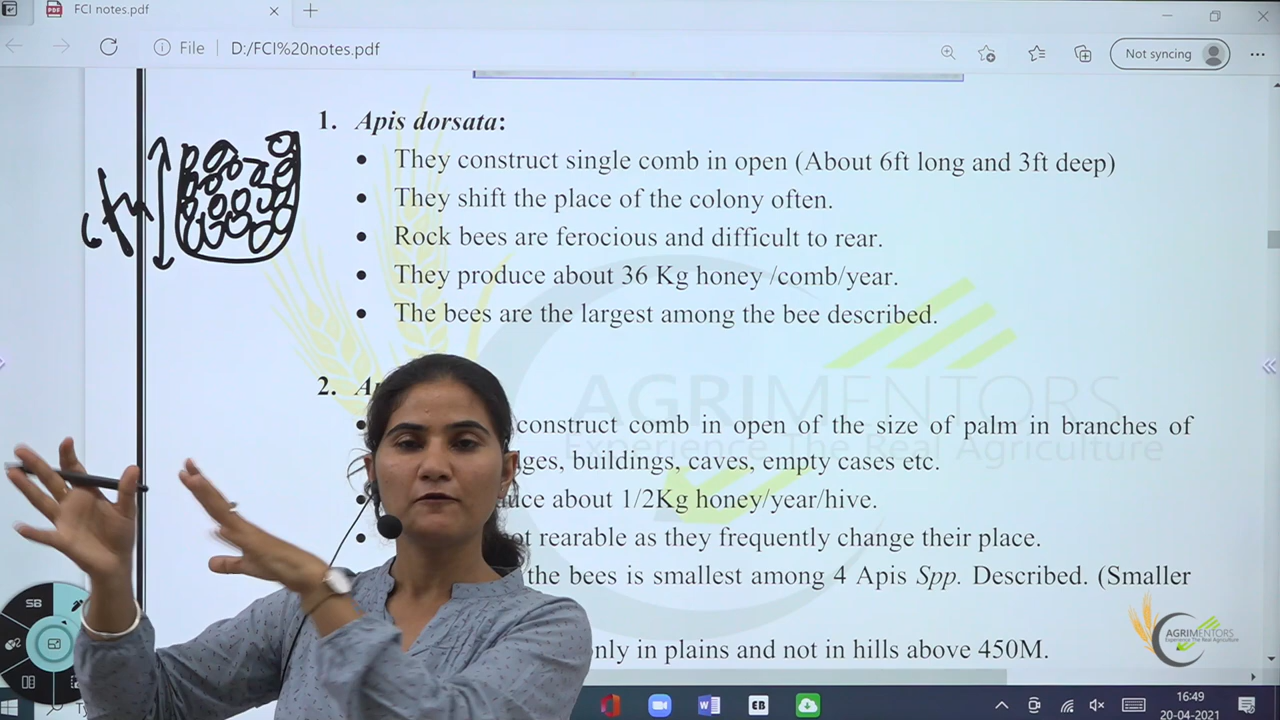 FCI notes.pdf
File D:/FCI%20notes.pdf Not syncing
1. Apis dorsata:
They construct single comb in open (About 6ft long and 3ft deep)
They shift the place of the colony often.
Rock bees are ferocious and difficult to rear.
They produce about 36 Kg honey /comb/year.
The bees are the largest among the bee described.
2.
construct comb in open of the size of palm in branches of
buildings, caves, empty cases etc.
about 1/2Kg honey/year/hive.
rearable as they frequently change their place.
the bees is smallest among 4 Apis Spp. Described. (Smaller
only in plains and not in hills above 450M.
AGRIMENTORS
Experience The Real Agriculture
AGRIMENTORS
Experience The Real Agriculture
SB
EB
16:49
20-04-2021